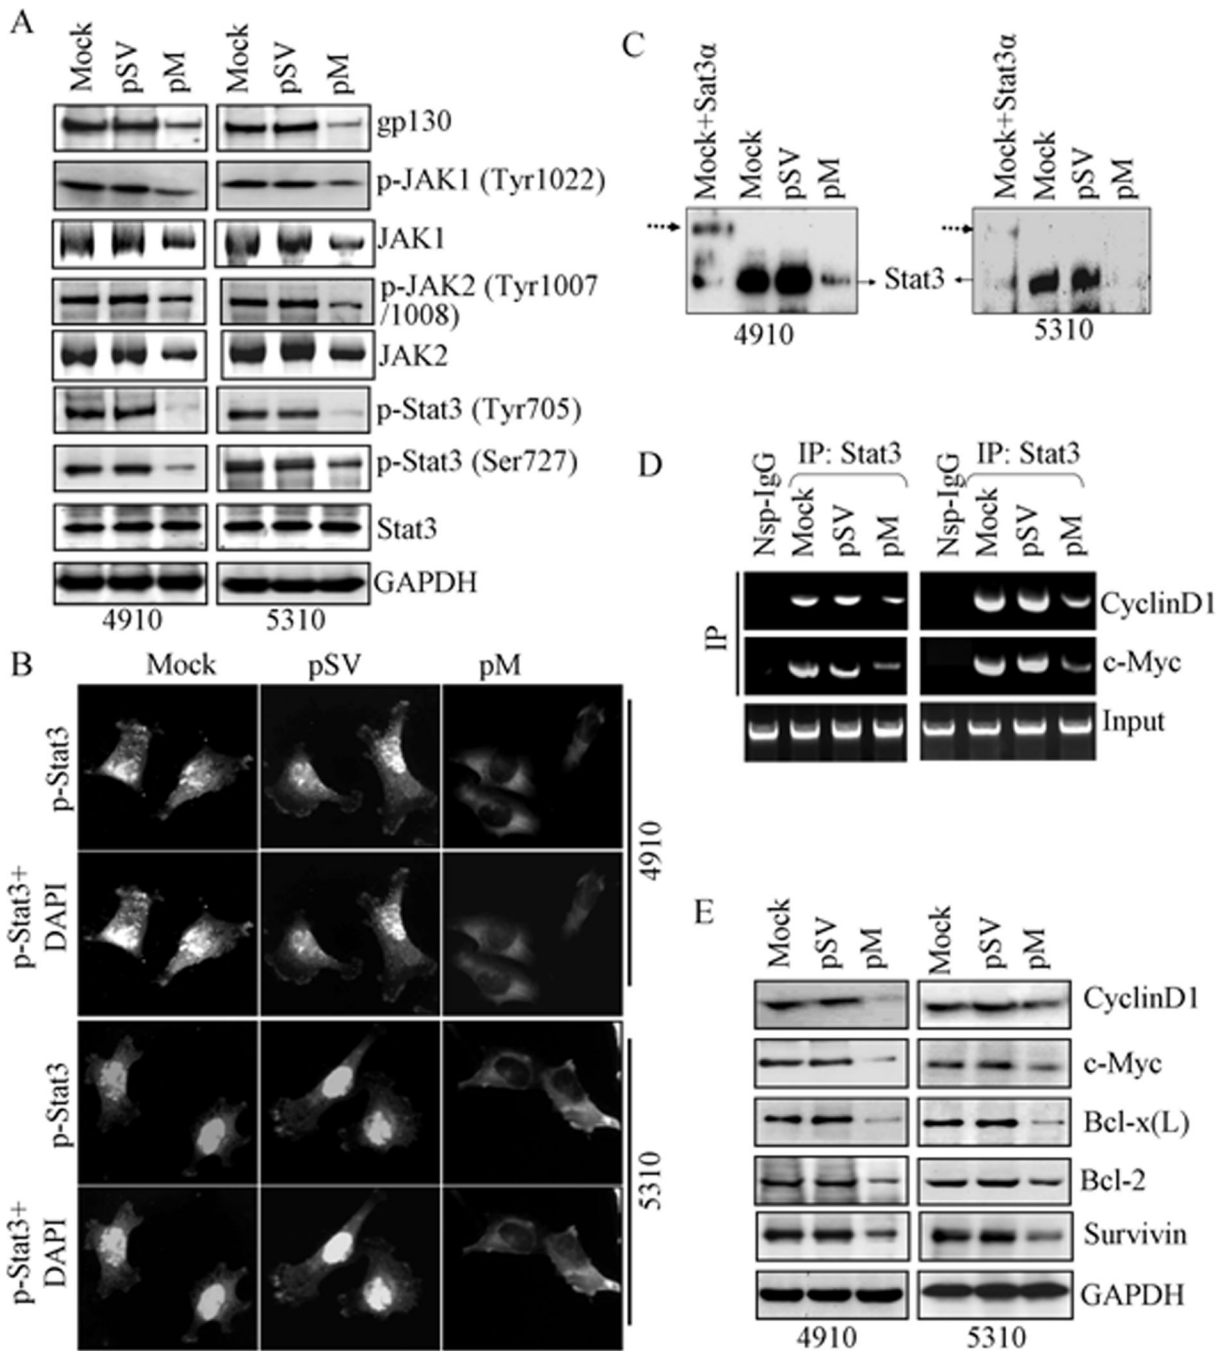 A
Mock pSV pM Mock pSV pM
gp130
p-JAK1 (Tyr1022)
JAK1
p-JAK2 (Tyr1007
/1008)
JAK2
p-Stat3 (Tyr705)
p-Stat3 (Ser727)
Stat3
GAPDH
4910 5310
B
Mock pSV pM
p-Stat3
p-Stat3+
DAPI
4910
p-Stat3
p-Stat3+
DAPI
5310
C
Mock+Sat3α Mock pSV pM Mock+Stat3α Mock pSV pM
Stat3
4910 5310
D
IP: Stat3 IP: Stat3
Nsp-IgG Mock pSV pM Nsp-IgG Mock pSV pM
IP
CyclinD1
c-Myc
Input
E
Mock pSV pM Mock pSV pM
CyclinD1
c-Myc
Bcl-x(L)
Bcl-2
Survivin
GAPDH
4910 5310